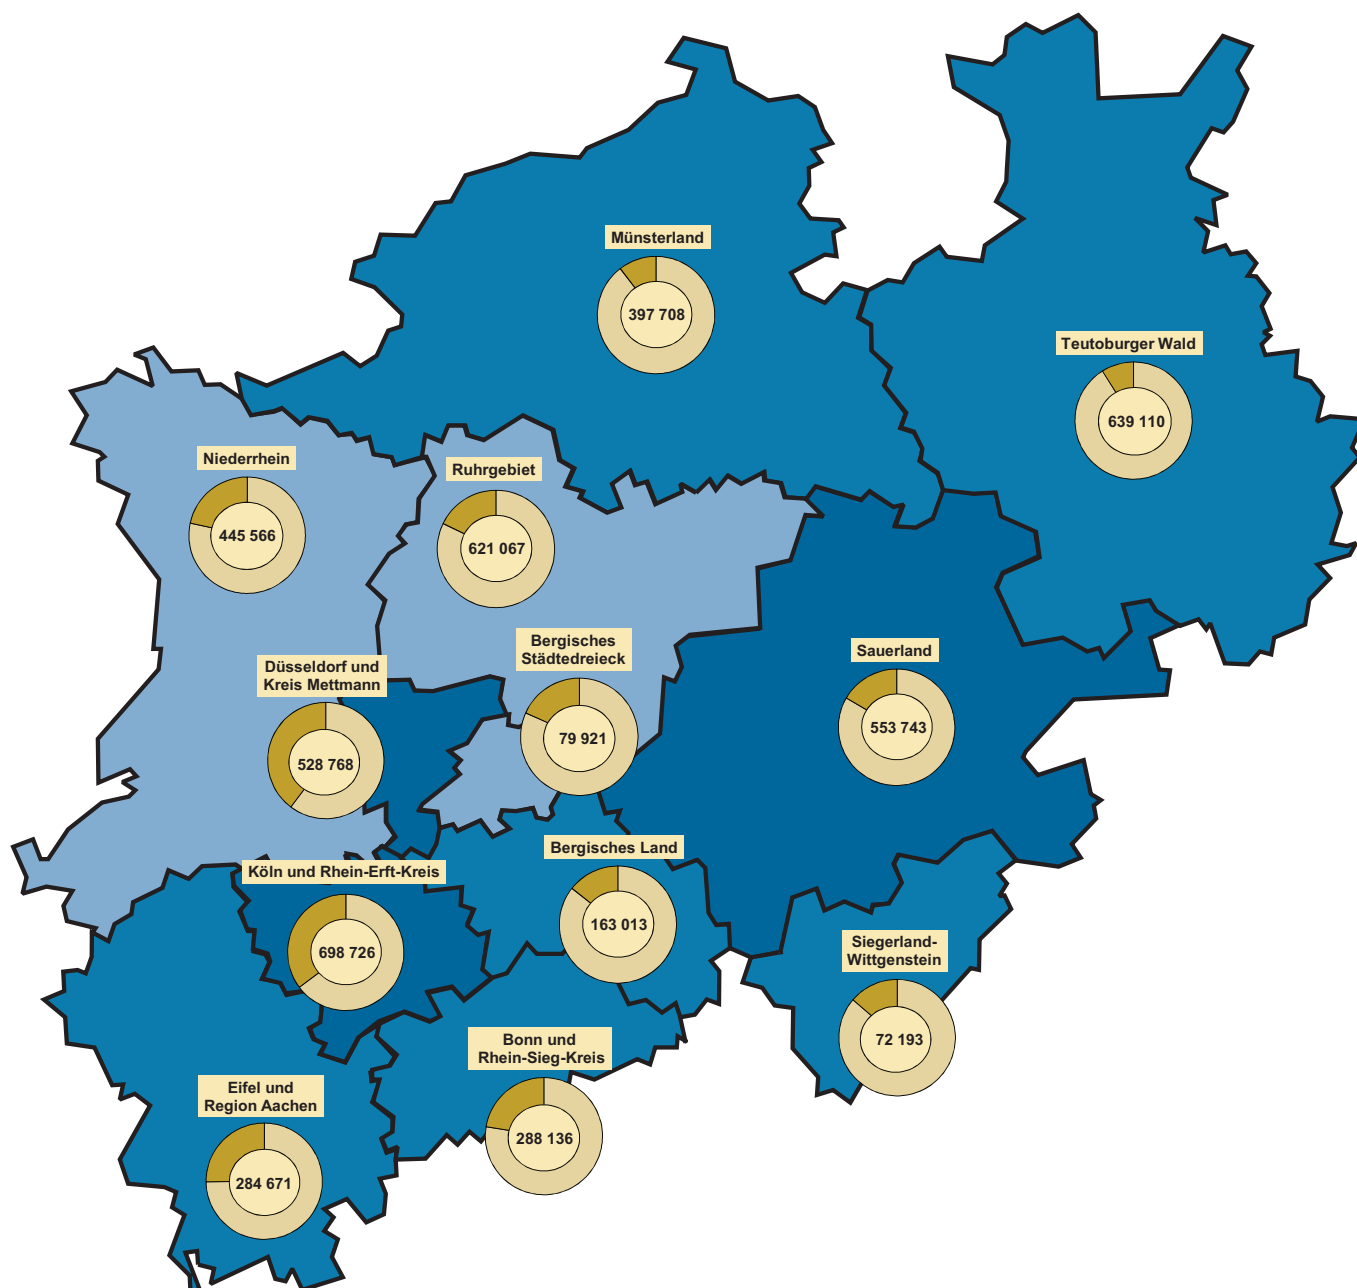 Münsterland
397 708
Teutoburger Wald
639 110
Niederrhein
445 566
Ruhrgebiet
621 067
Bergisches
Städtedreieck
79 921
Sauerland
553 743
Düsseldorf und
Kreis Mettmann
528 768
Bergisches Land
163 013
Köln und Rhein-Erft-Kreis
698 726
Siegerland-
Wittgenstein
72 193
Bonn und
Rhein-Sieg-Kreis
288 136
Eifel und
Region Aachen
284 671